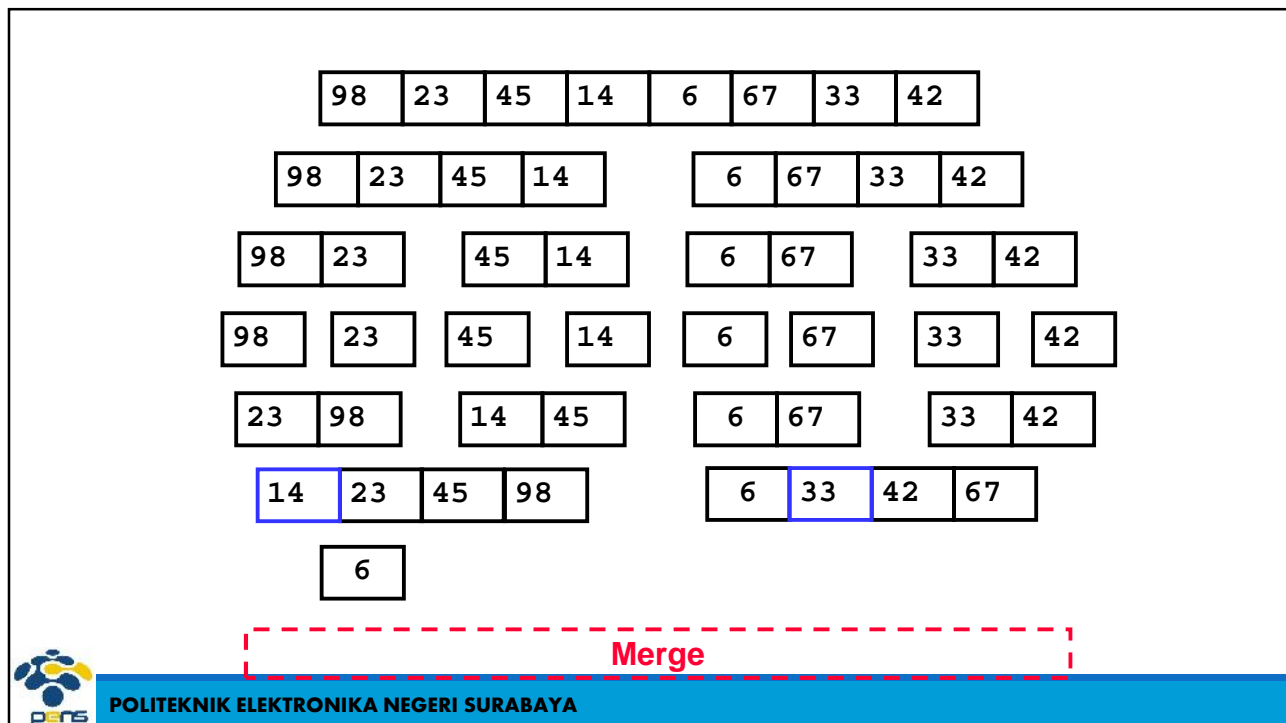 98 23 45 14 6 67 33 42
98 23 45 14 6 67 33 42
98 23 45 14 6 67 33 42
98 23 45 14 6 67 33 42
23 98 14 45 6 67 33 42
14 23 45 98 6 33 42 67
6
Merge
POLITEKNIK ELEKTRONIKA NEGERI SURABAYA
pens